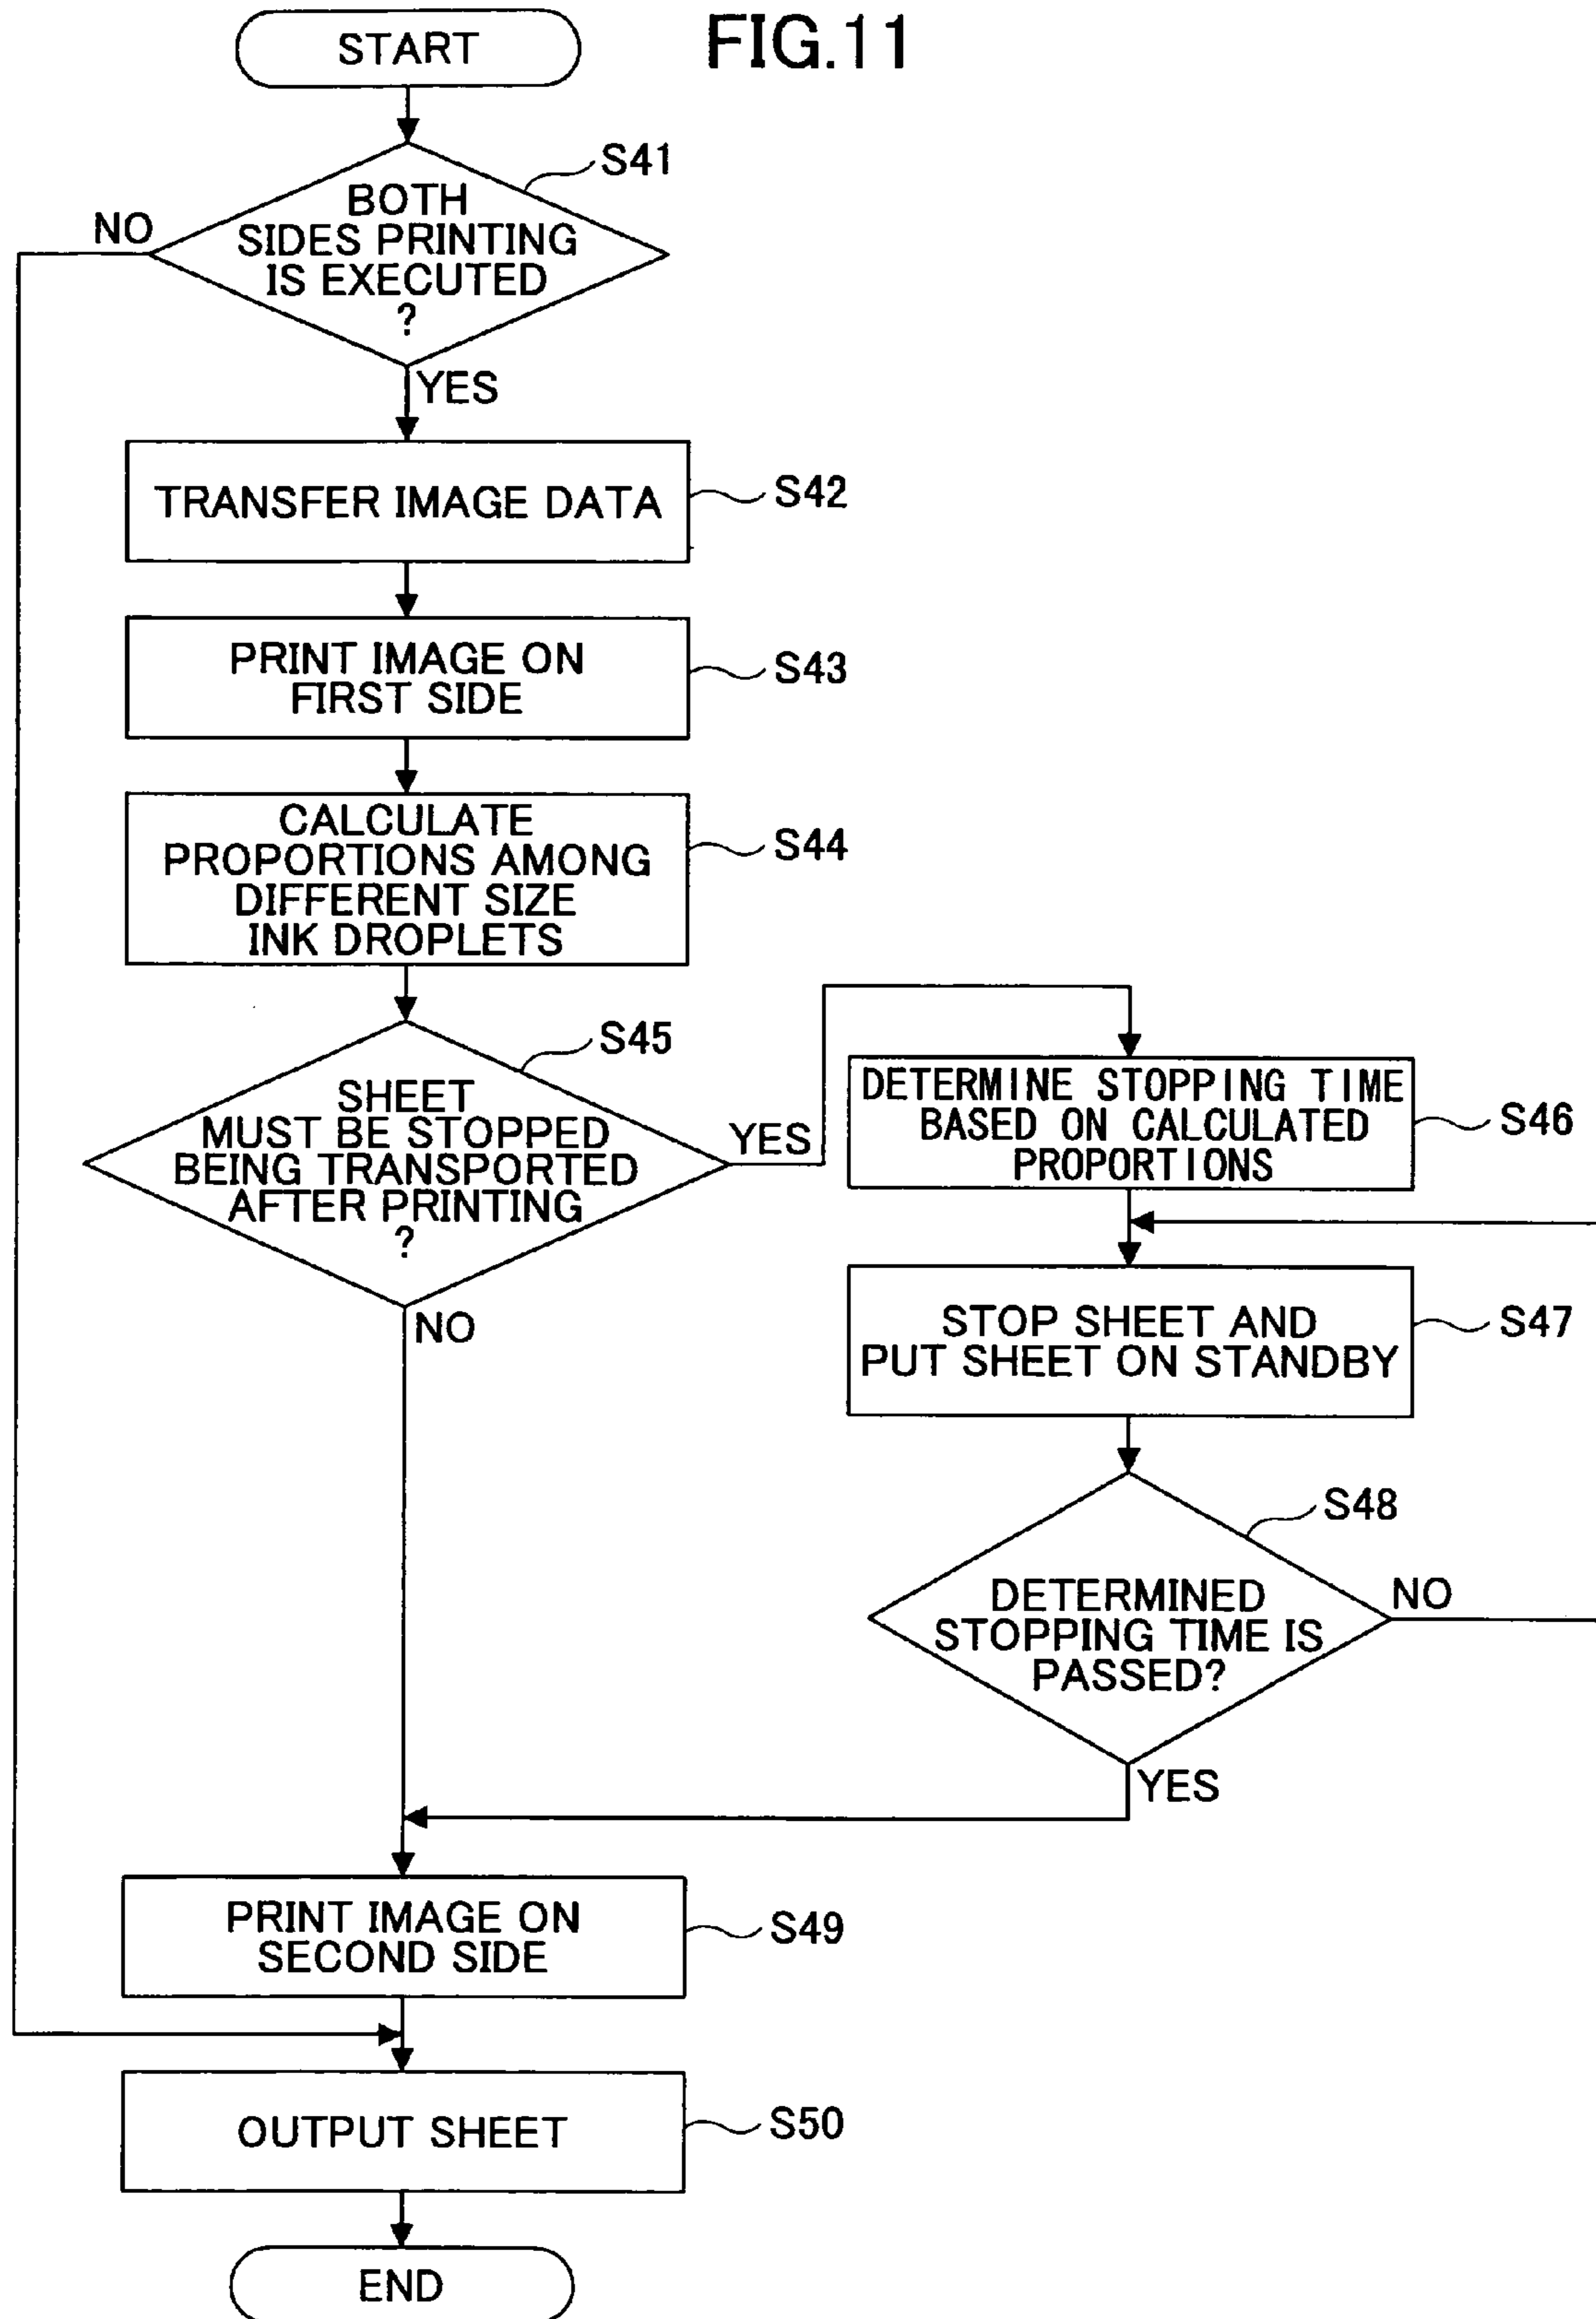 FIG.11
START
S41
BOTH
SIDES PRINTING
IS EXECUTED
?
NO
YES
TRANSFER IMAGE DATA
S42
PRINT IMAGE ON
FIRST SIDE
S43
CALCULATE
PROPORTIONS AMONG
DIFFERENT SIZE
INK DROPLETS
S44
S45
SHEET
MUST BE STOPPED
BEING TRANSPORTED
AFTER PRINTING
?
YES
NO
DETERMINE STOPPING TIME
BASED ON CALCULATED
PROPORTIONS
S46
STOP SHEET AND
PUT SHEET ON STANDBY
S47
S48
DETERMINED
STOPPING TIME IS
PASSED?
NO
YES
PRINT IMAGE ON
SECOND SIDE
S49
OUTPUT SHEET
S50
END